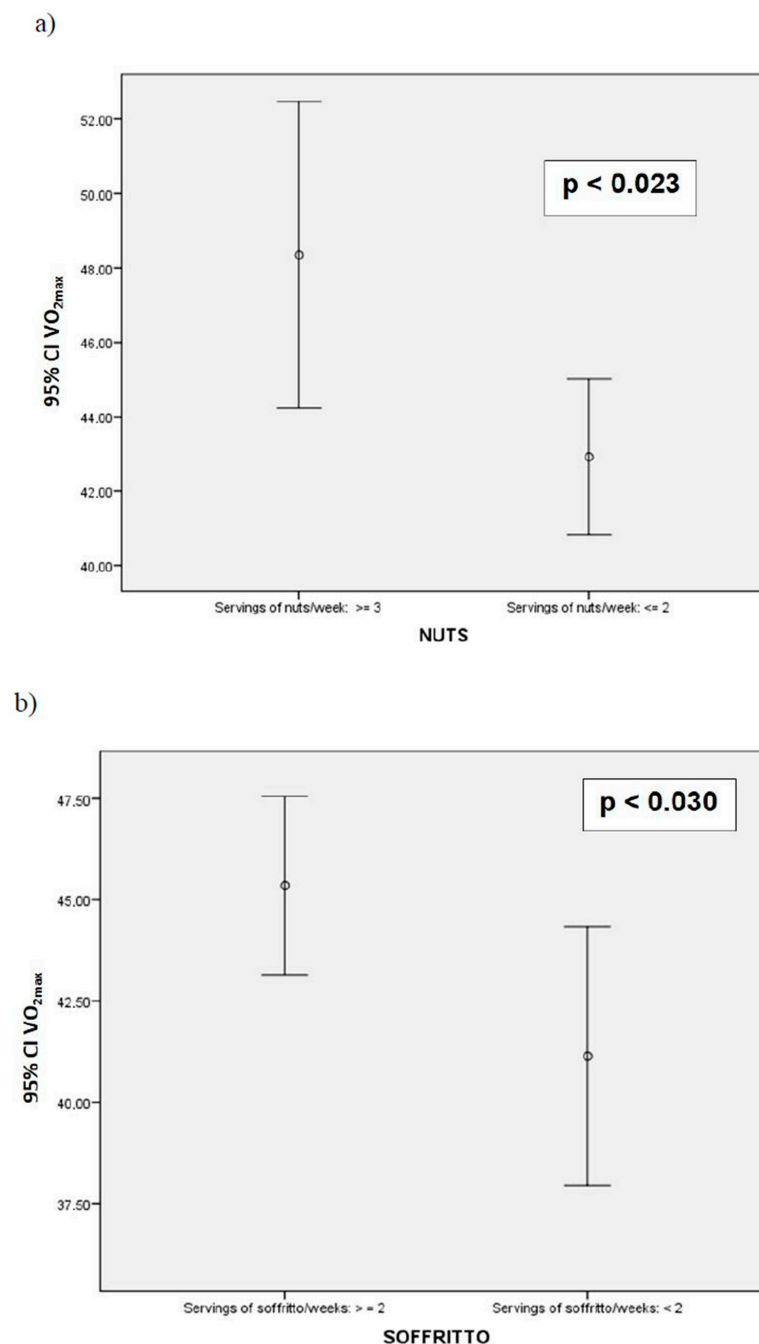 a)
52.00
50.00
48.00
46.00
44.00
42.00
40.00
95% CI VO2max
p < 0.023
Servings of nuts/week: >= 3
Servings of nuts/week: <= 2
NUTS
b)
47.50
45.00
42.50
40.00
37.50
95% CI VO2max
p < 0.030
Servings of soffritto/weeks: > = 2
Servings of soffritto/weeks: < 2
SOFFRITTO